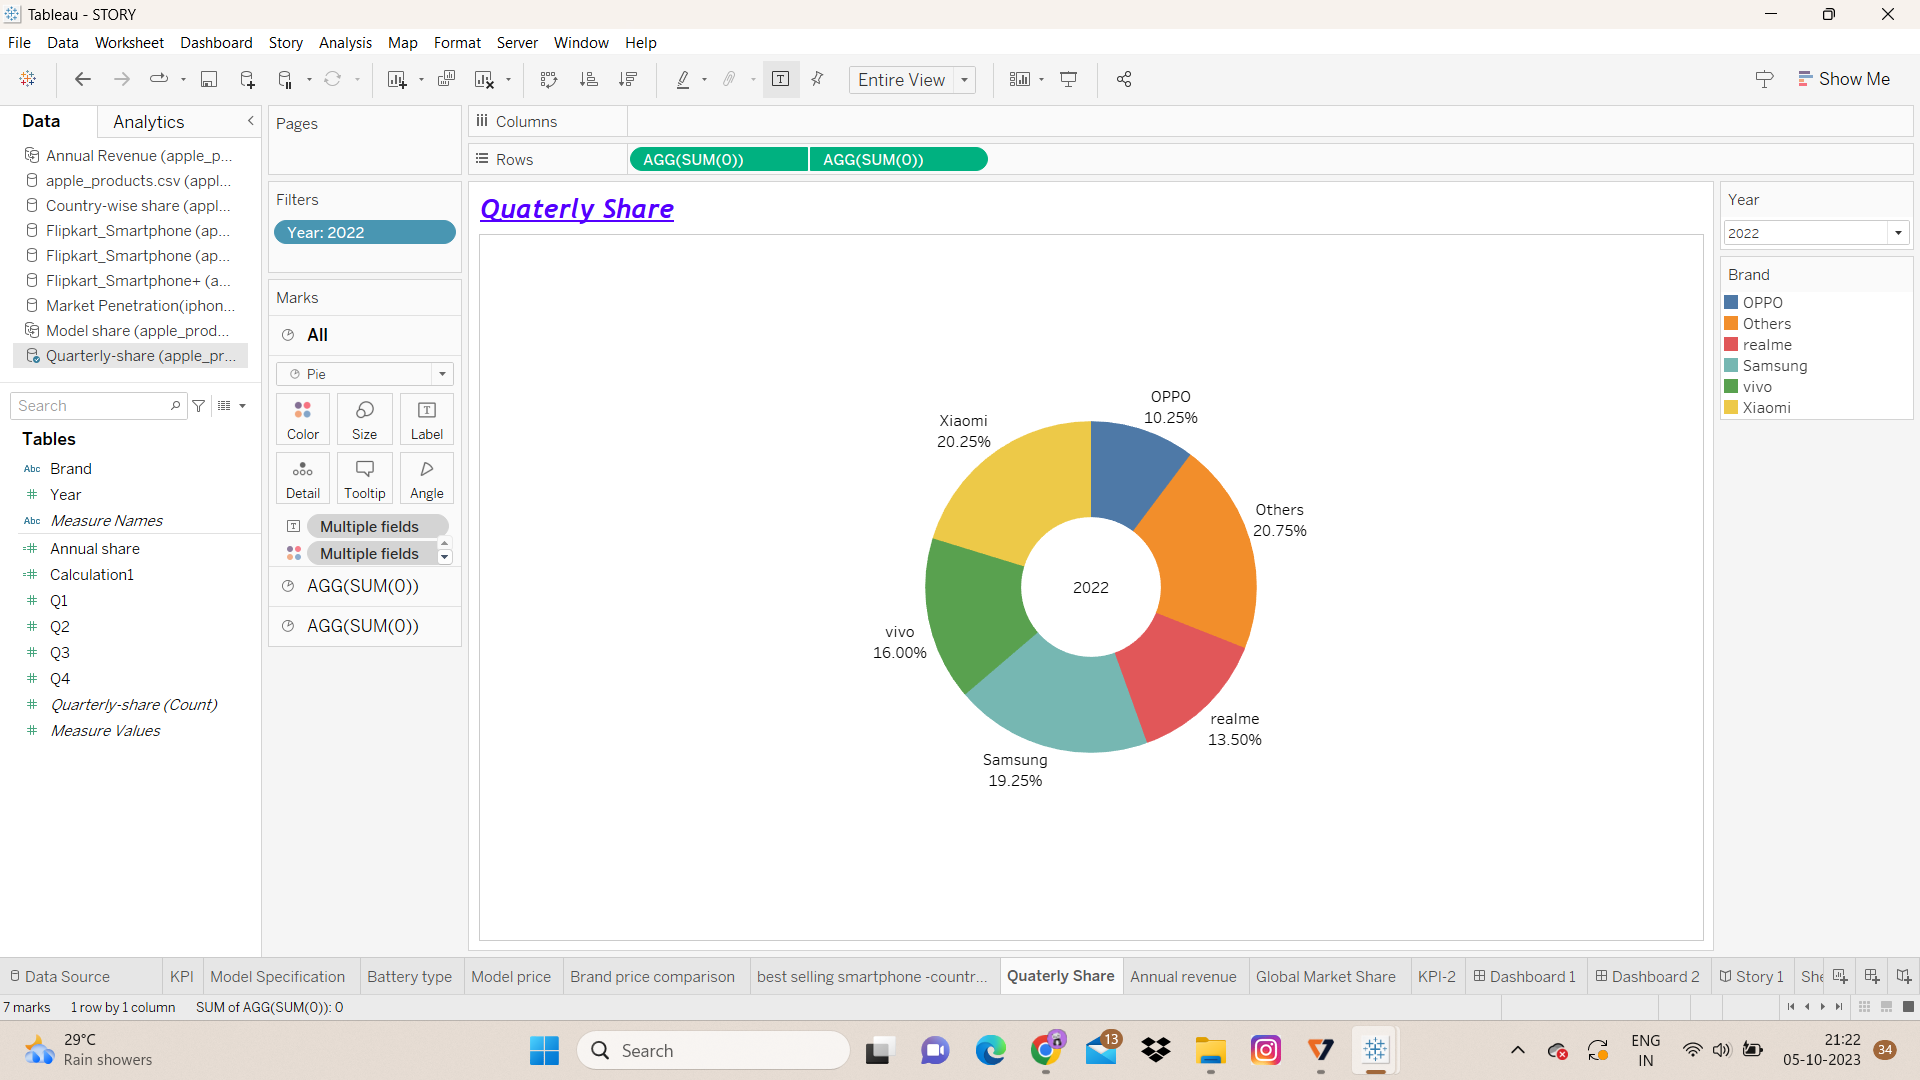 Tableau - STORY
File Data Worksheet Dashboard Story Analysis Map Format Server Window Help
Entire View
Show Me
Data Analytics
Annual Revenue (apple_p...
apple_products.csv (appl...
Country-wise share (appl...
Flipkart_Smartphone (ap...
Flipkart_Smartphone (ap...
Flipkart_Smartphone+ (a...
Market Penetration(iphon...
Model share (apple_prod...
Quarterly-share (apple_pr...
Search
Tables
Abc Brand
Year
Abc Measure Names
Annual share
Calculation1
Q1
Q2
Q3
Q4
Quarterly-share (Count)
Measure Values
Pages
Filters
Year: 2022
Marks
All
Pie
Color Size Label
Detail Tooltip Angle
Multiple fields
Multiple fields
AGG(SUM(0))
AGG(SUM(0))
Columns
Rows AGG(SUM(0)) AGG(SUM(0))
Quaterly Share
OPPO
10.25%
Xiaomi
20.25%
Others
20.75%
2022
vivo
16.00%
realme
13.50%
Samsung
19.25%
Year
2022
Brand
OPPO
Others
realme
Samsung
vivo
Xiaomi
Data Source KPI Model Specification Battery type Model price Brand price comparison best selling smartphone -countr... Quaterly Share Annual revenue Global Market Share KPI-2 Dashboard 1 Dashboard 2 Story 1 She
7 marks 1 row by 1 column SUM of AGG(SUM(0)): 0
29°C
Rain showers
Search
13
ENG
IN
21:22
05-10-2023
34